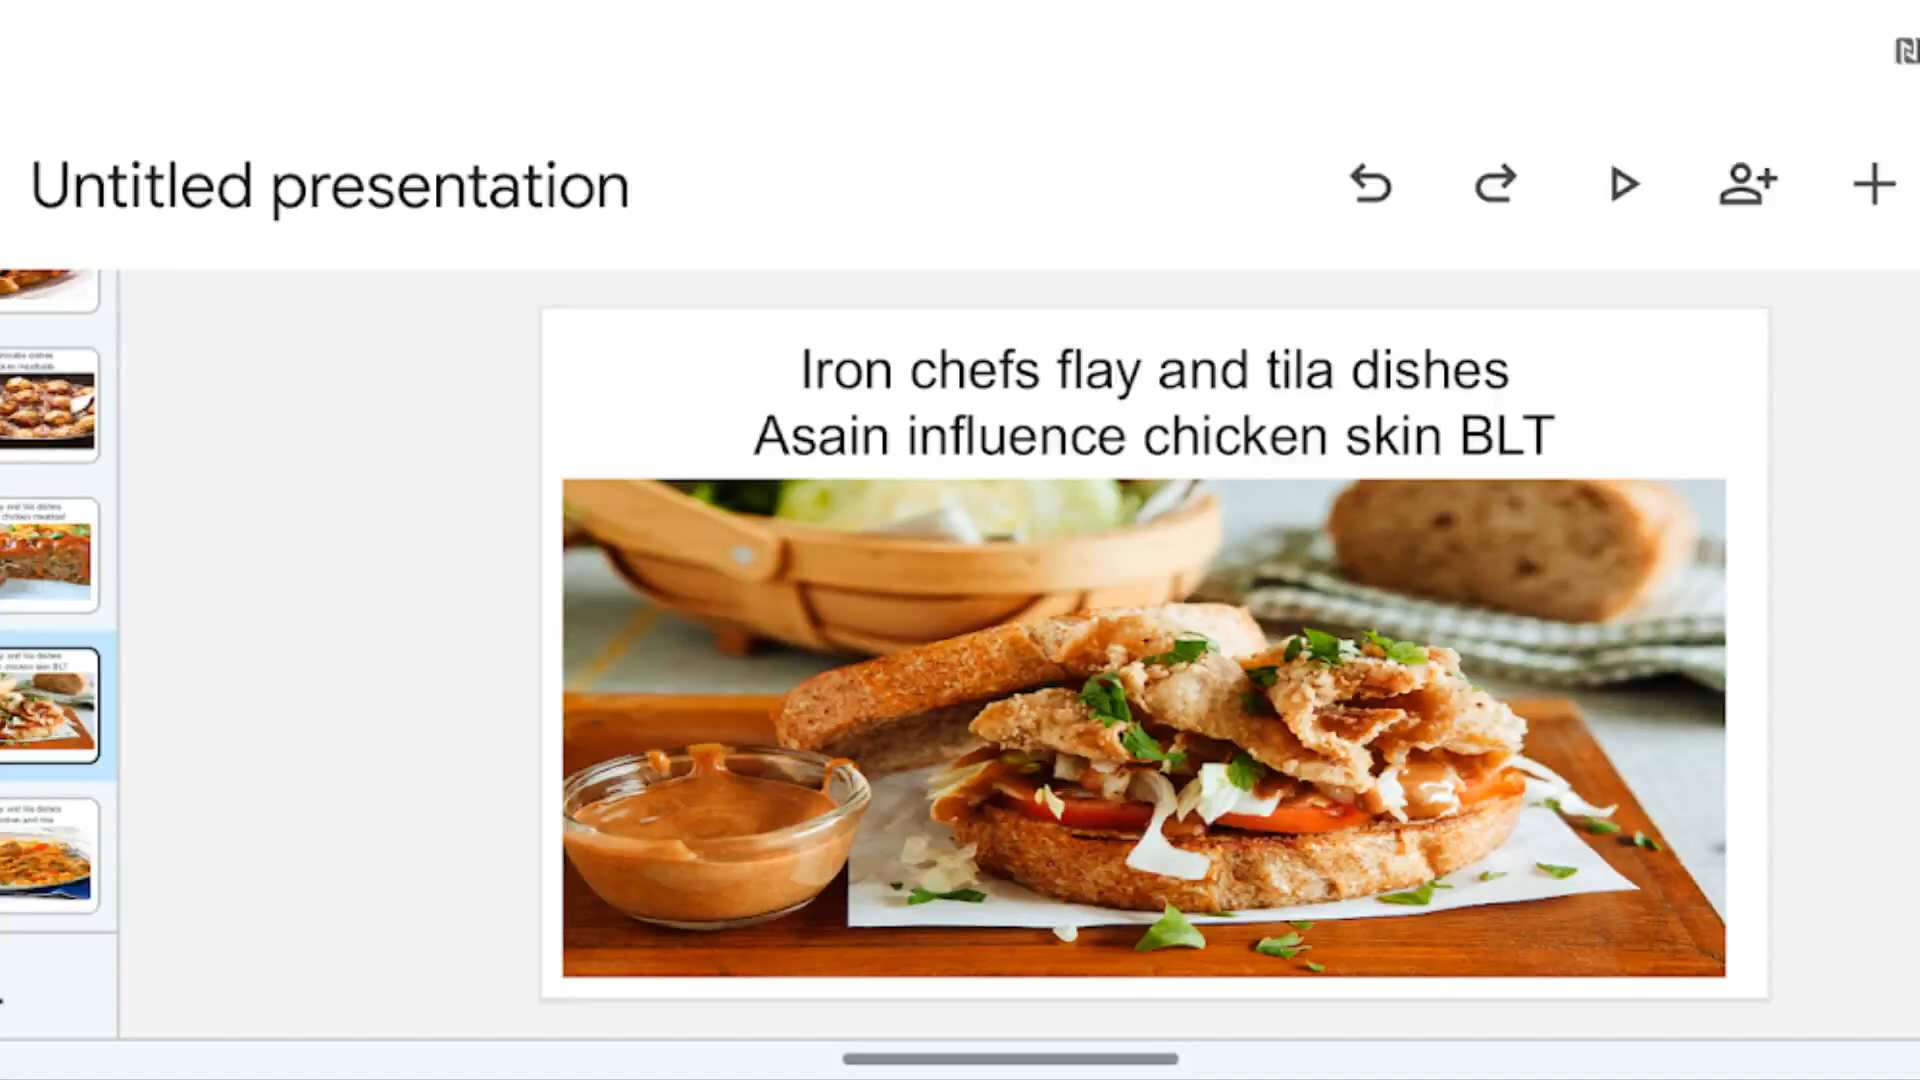 Untitled presentation
Iron chefs flay and tila dishes
Asain influence chicken skin BLT